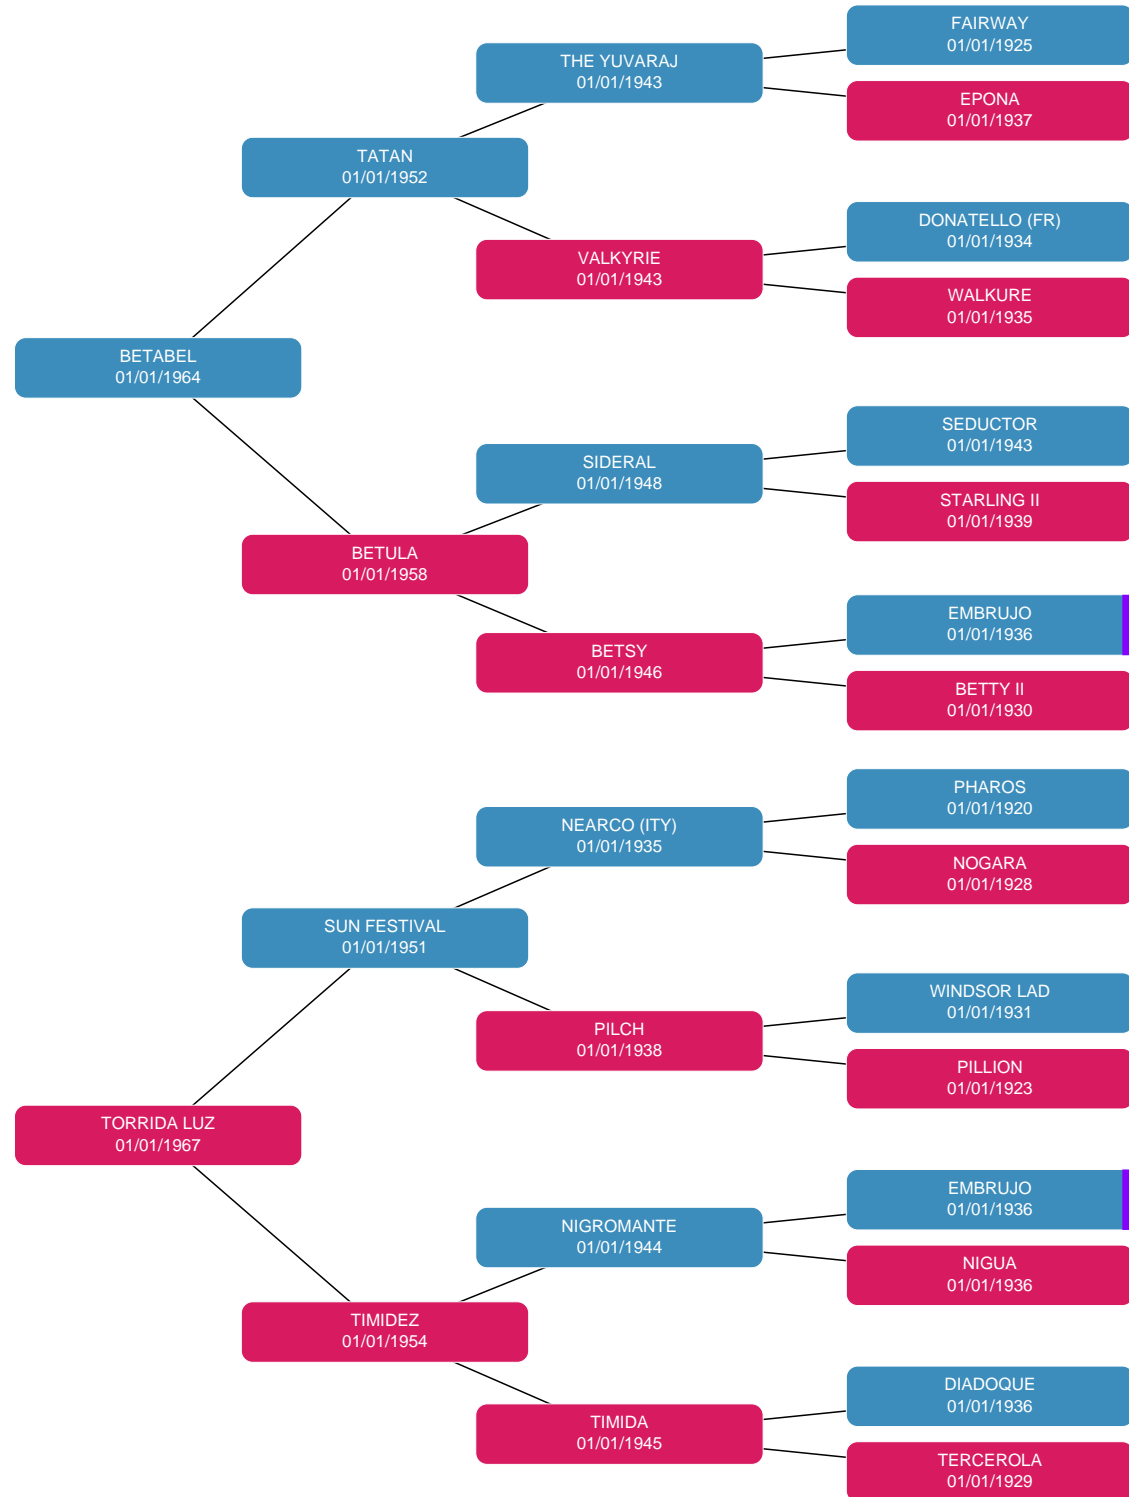 FAIRWAY
01/01/1925
THE YUVARAJ
01/01/1943
EPONA
01/01/1937
TATAN
01/01/1952
DONATELLO (FR)
01/01/1934
VALKYRIE
01/01/1943
WALKURE
01/01/1935
BETABEL
01/01/1964
SEDUCTOR
01/01/1943
SIDERAL
01/01/1948
STARLING II
01/01/1939
BETULA
01/01/1958
EMBRUJO
01/01/1936
BETSY
01/01/1946
BETTY II
01/01/1930
PHAROS
01/01/1920
NEARCO (ITY)
01/01/1935
NOGARA
01/01/1928
SUN FESTIVAL
01/01/1951
WINDSOR LAD
01/01/1931
PILCH
01/01/1938
PILLION
01/01/1923
TORRIDA LUZ
01/01/1967
EMBRUJO
01/01/1936
NIGROMANTE
01/01/1944
NIGUA
01/01/1936
TIMIDEZ
01/01/1954
DIADOQUE
01/01/1936
TIMIDA
01/01/1945
TERCEROLA
01/01/1929